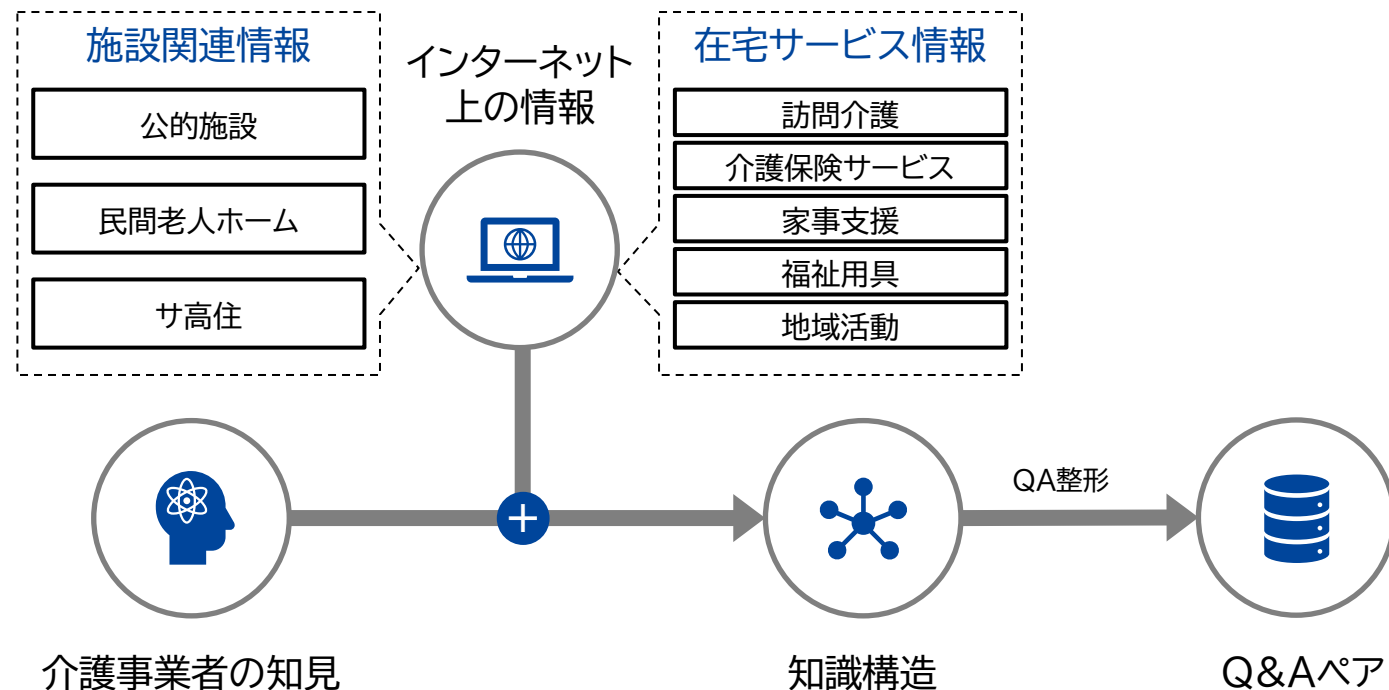 施設関連情報
公的施設
民間老人ホーム
サ高住
インターネット
上の情報
在宅サービス情報
訪問介護
介護保険サービス
家事支援
福祉用具
地域活動
QA整形
介護事業者の知見
知識構造
Q&Aペア